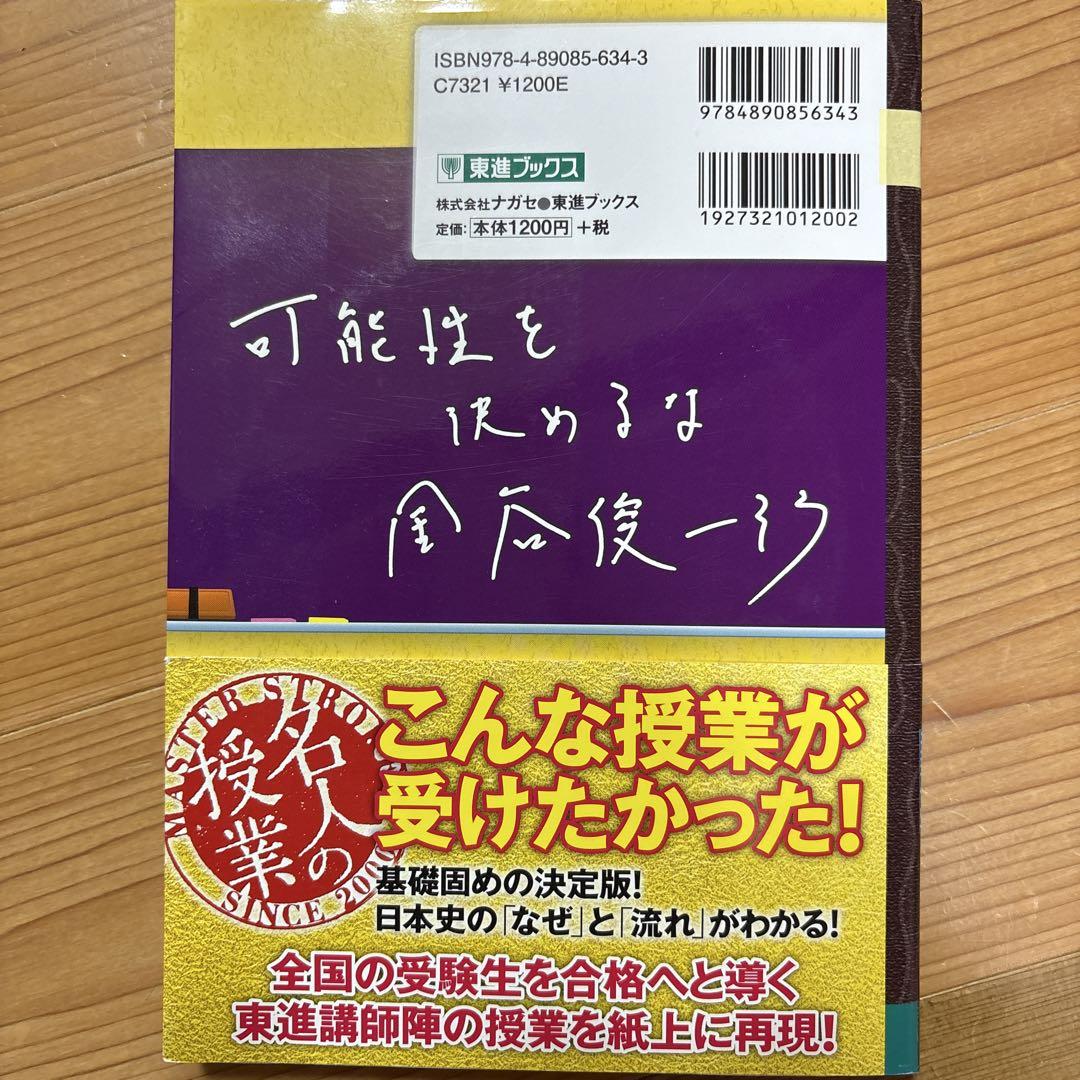 ISBN978-4-89085-634-3
C7321 ¥1200E
9784890856343
東進ブックス
株式会社ナガセ●東進ブックス
定価: 本体1200円 +税
1927321012002
可能性を
決めるな
金谷俊一郎
MASTER STRO
名人の
授業
SINCE 2000
こんな授業が
受けたかった!
基礎固めの決定版!
日本史の「なぜ」と「流れ」がわかる!
全国の受験生を合格へと導く
東進講師陣の授業を紙上に再現!